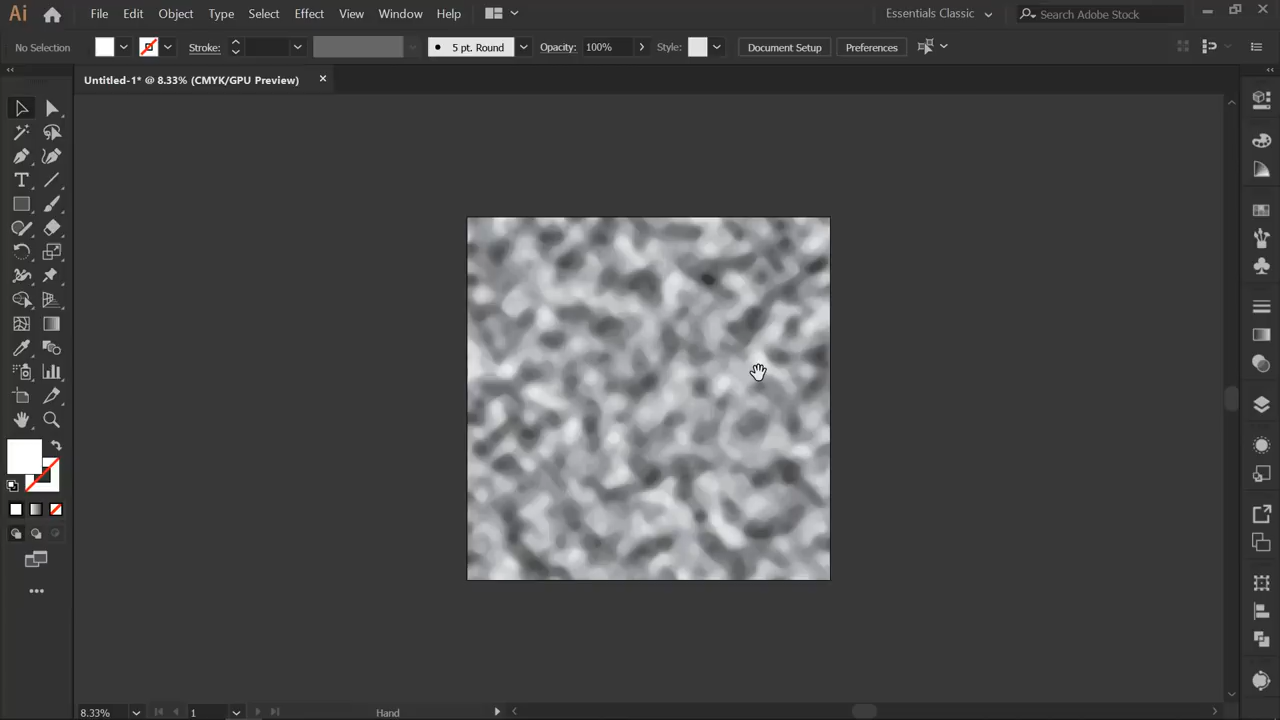 Ai File Edit Object Type Select Effect View Window Help Essentials Classic Search Adobe Stock
No Selection Stroke: 5 pt. Round Opacity: 100% Style: Document Setup Preferences
Untitled-1* @ 8.33% (CMYK/GPU Preview)
T
8.33% 1 Hand